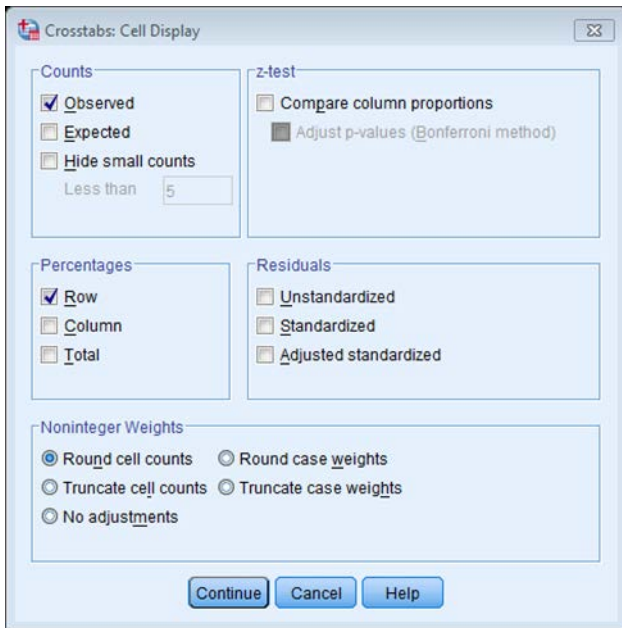 Crosstabs: Cell Display
Counts
Observed
Expected
Hide small counts
Less than 5
z-test
Compare column proportions
Adjust p-values (Bonferroni method)
Percentages
Row
Column
Total
Residuals
Unstandardized
Standardized
Adjusted standardized
Noninteger Weights
Round cell counts Round case weights
Truncate cell counts Truncate case weights
No adjustments
Continue Cancel Help